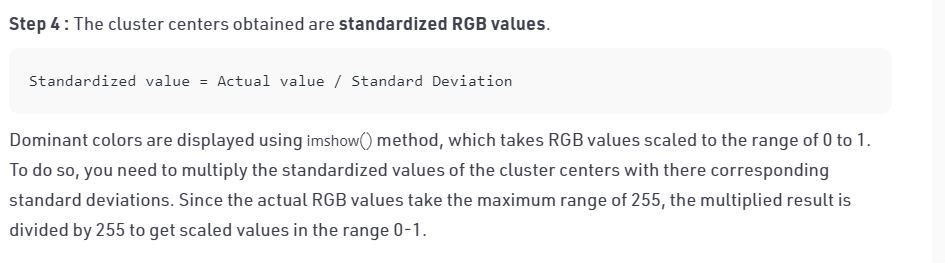 Step 4 : The cluster centers obtained are standardized RGB values.
Standardized value = Actual value / Standard Deviation
Dominant colors are displayed using imshow() method, which takes RGB values scaled to the range of 0 to 1.
To do so, you need to multiply the standardized values of the cluster centers with there corresponding
standard deviations. Since the actual RGB values take the maximum range of 255, the multiplied result is
divided by 255 to get scaled values in the range 0-1.